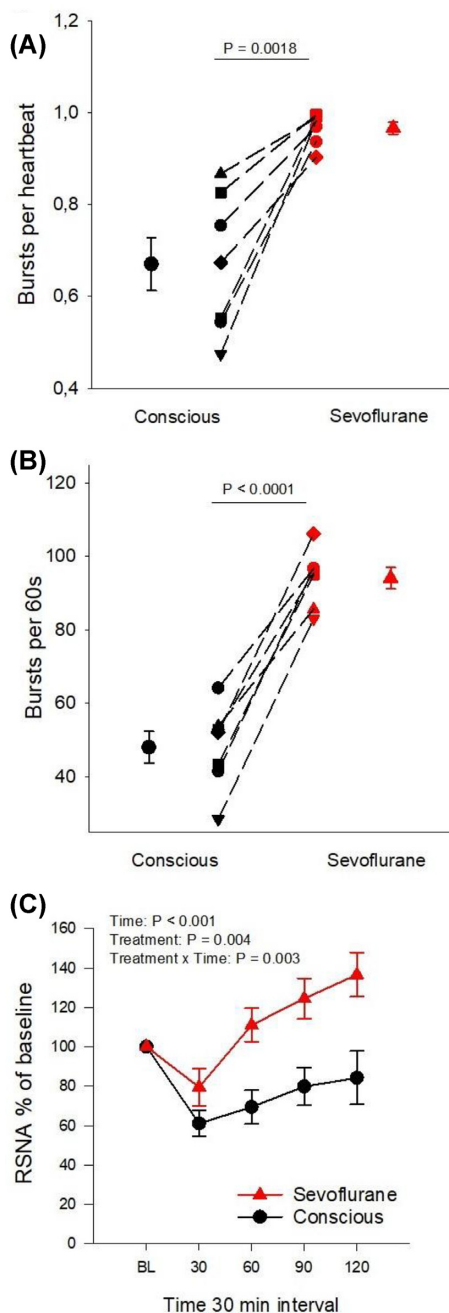 (A)
1,2
P = 0.0018
1,0
0,8
0,6
0,4
Bursts per heartbeat
Conscious Sevoflurane
(B)
120
P < 0.0001
100
80
60
40
Bursts per 60s
Conscious Sevoflurane
(C)
160
Time: P < 0.001
Treatment: P = 0.004
Treatment x Time: P = 0.003
140
120
100
80
60
40
20
0
RSNA % of baseline
Sevoflurane
Conscious
BL 30 60 90 120
Time 30 min interval